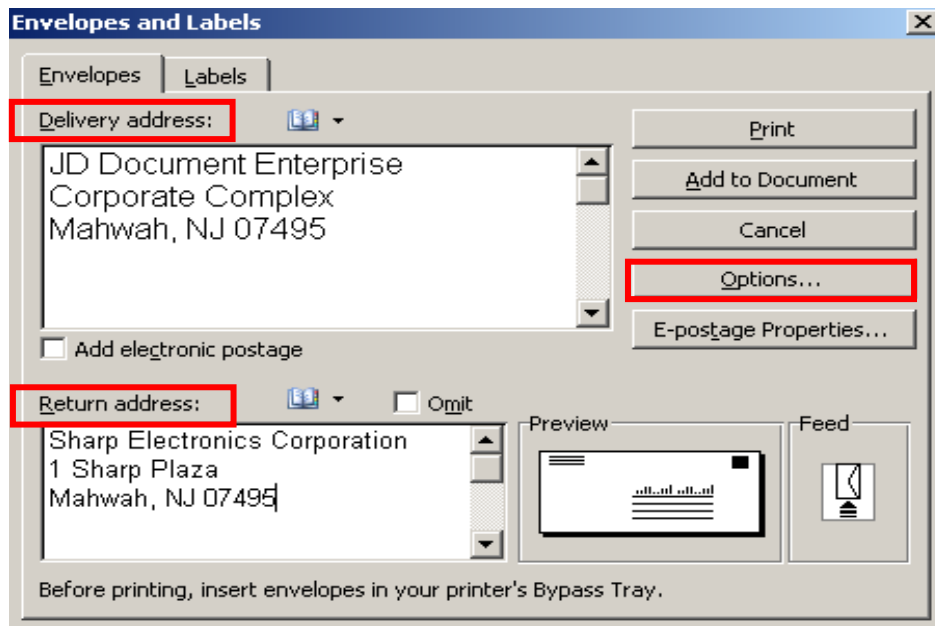 Envelopes and Labels
Envelopes
Labels
Delivery address:
JD Document Enterprise
Corporate Complex
Mahwah, NJ 07495
Print
Add to Document
Cancel
Options...
E-postage Properties...
Add electronic postage
Return address:
Omit
Sharp Electronics Corporation
1 Sharp Plaza
Mahwah, NJ 07495
Preview
Feed
Before printing, insert envelopes in your printer's Bypass Tray.